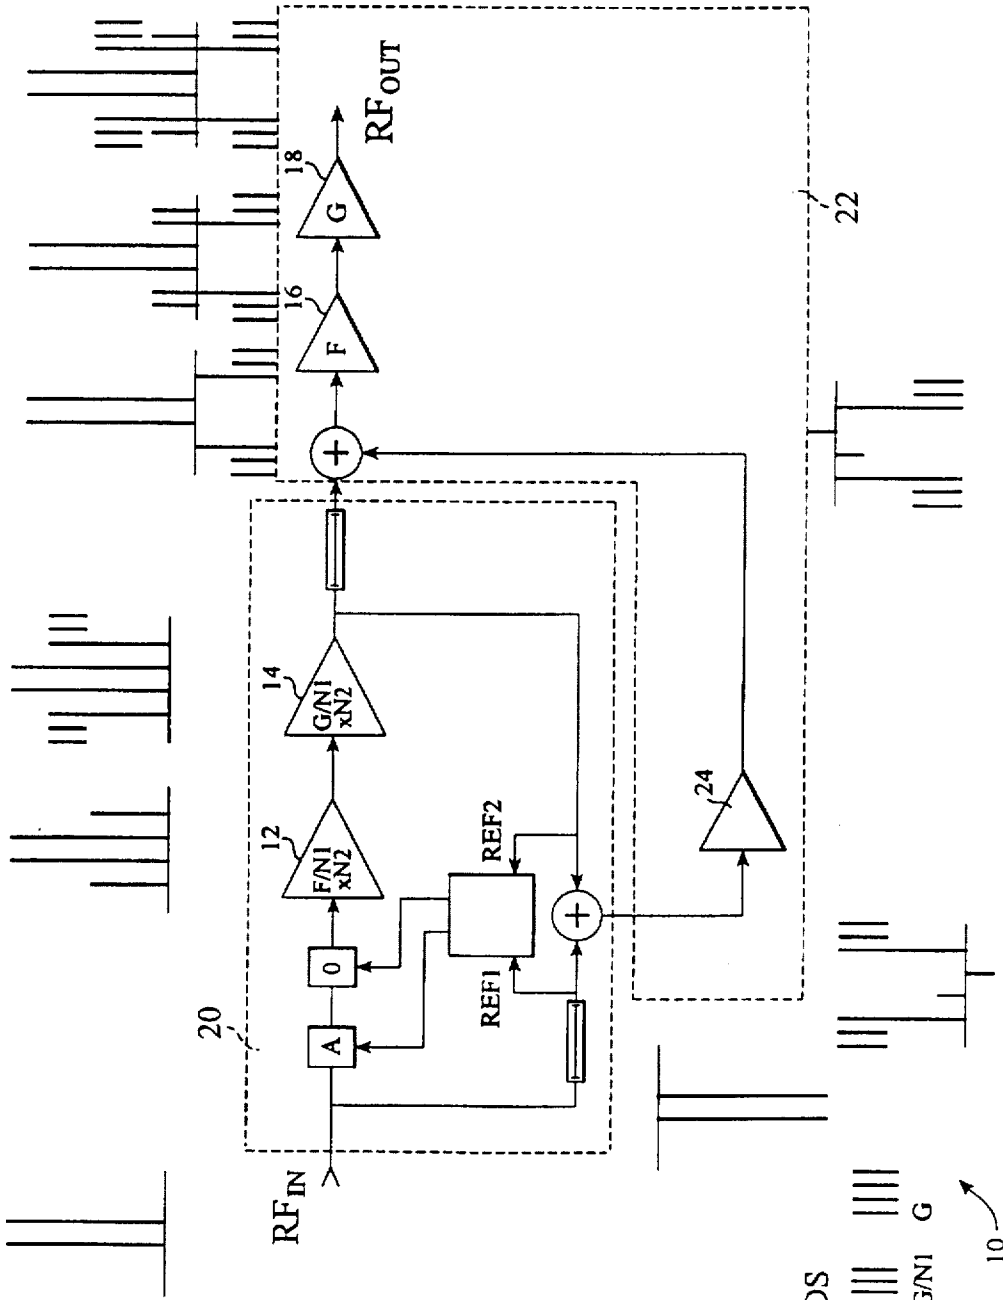 RF_IN
20
A
0
F/N1
xN2
12
G/N1
xN2
14
REF1
REF2
24
+
+
F
16
G
18
RF_OUT
22
G
10